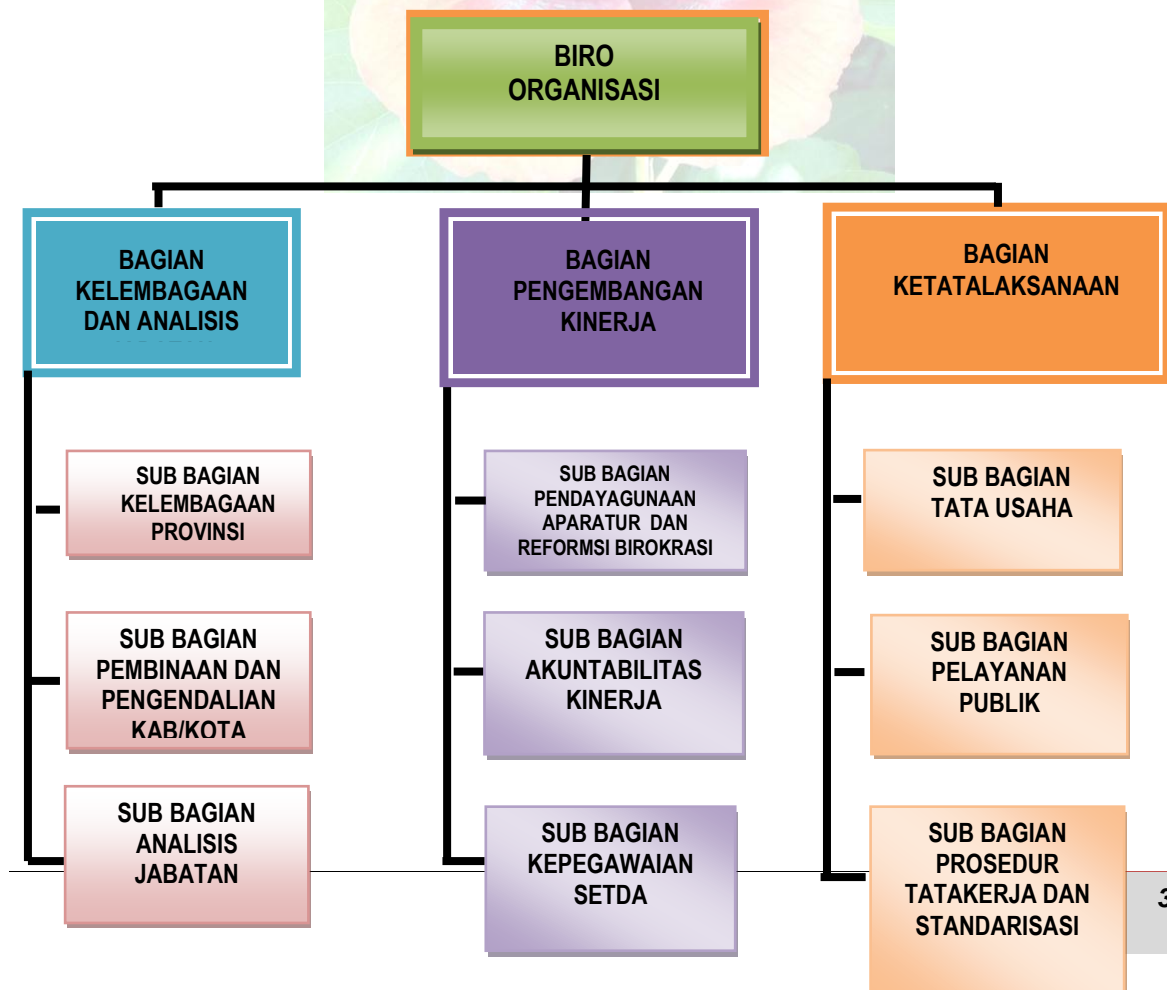 BIRO
ORGANISASI
BAGIAN
KELEMBAGAAN
DAN ANALISIS
BAGIAN
PENGEMBANGAN
KINERJA
BAGIAN
KETATALAKSANAAN
SUB BAGIAN
KELEMBAGAAN
PROVINSI
SUB BAGIAN
PEMBINAAN DAN
PENGENDALIAN
KAB/KOTA
SUB BAGIAN
ANALISIS
JABATAN
SUB BAGIAN
PENDAYAGUNAAN
APARATUR DAN
REFORMSI BIROKRASI
SUB BAGIAN
AKUNTABILITAS
KINERJA
SUB BAGIAN
KEPEGAWAIAN
SETDA
SUB BAGIAN
TATA USAHA
SUB BAGIAN
PELAYANAN
PUBLIK
SUB BAGIAN
PROSEDUR
TATAKERJA DAN
STANDARISASI
3